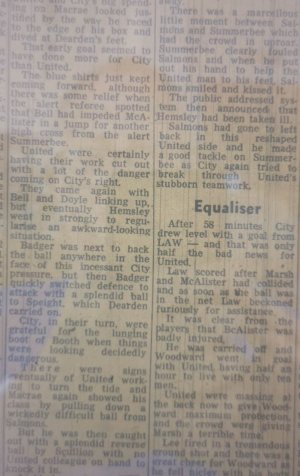 United and City's big spend-
ing on Macrae looked jus-
tified by the way he raced
to the edge of his box and
dived at Dearden's feet.
That early goal seemed to
have done more for City
than United.
The blue shirts just kept
coming forward, although
there was some relief when
the alert referee spotted
that Bell had impeded McA-
lister in a jump for another
high cross from the alert
Summerbee.
United were certainly
having their work cut out
with a lot of the danger
coming on City's right.
They came again with
Bell and Doyle linking up,
but eventually Hemsley
went in strongly to regu-
larise an awkward-looking
situation.
Badger was next to hack
the ball anywhere in the
face of this incessant City
pressure, but then Badger
quickly switched defence to
attack with a splendid ball
to Speight, which Dearden
carried on.
City, in their turn, were
grateful for the lunging
boot of Booth when things
were looking decidedly
dangerous.
There were signs
eventually of United work-
ing to turn the tide and
Macrae again showed his
class by pulling down a
wickedly difficult ball from
Salmons.
But he was then caught
out with a splendid reverse
ball by Scullion with no
United colleague on hand to
knock it in.
away.
There was a marvellous
little moment between Sal-
mons and Summerbee which
had the crowd in uproar.
Summerbee clearly fouled
Salmons and when he put
out his hand to help the
United man to his feet, Sal-
mons smiled and kissed it.
The public addressed sys-
tem then announced that
Hemsley had been taken ill.
Salmons had gone to left
back in this reshaped
United side and he made
a good tackle on Summer-
bee as City again tried to
break through United's
stubborn teamwork.
Equaliser
After 58 minutes City
drew level with a goal from
LAW — and that was only
half the bad news for
United.
Law scored after Marsh
and McAlister had collided
and as soon as the ball was
in the net Law beckoned
furiously for assistance.
It was clear from the
players that McAlister was
badly injured.
He was carried off and
Woodward went in goal
with United having half an
hour to live with only ten
men.
United were massing at
the back now to give Wood-
ward maximum protection,
and the crowd were giving
Marsh a terrible time.
Lee fired in a tremendous
ground shot and there was a
great cheer for Woodward in